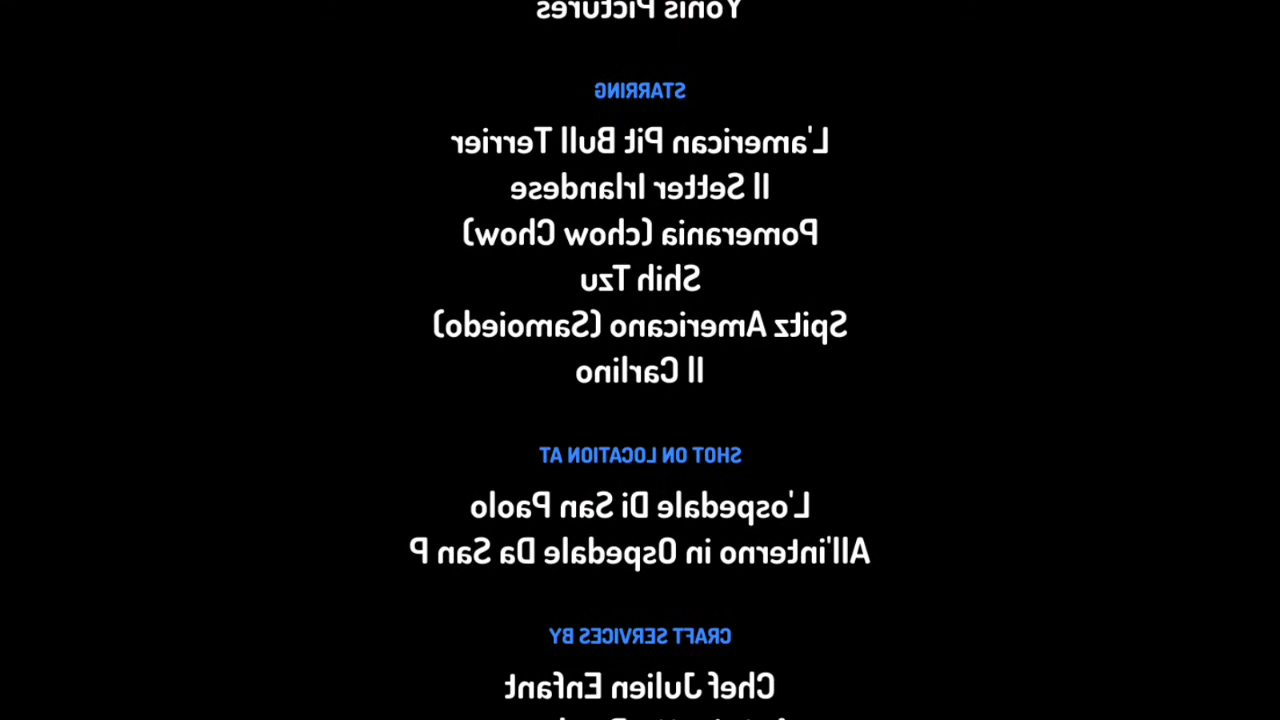 Yonis Pictures
STARRING
L'american Pit Bull Terrier
Il Setter Irlandese
Pomerania (chow Chow)
Shih Tzu
Spitz Americano (Samoiedo)
Il Carlino
SHOT ON LOCATION AT
L'ospedale Di San Paolo
All'interno in Ospedale Da San P
CRAFT SERVICES BY
Chef Julien Enfant